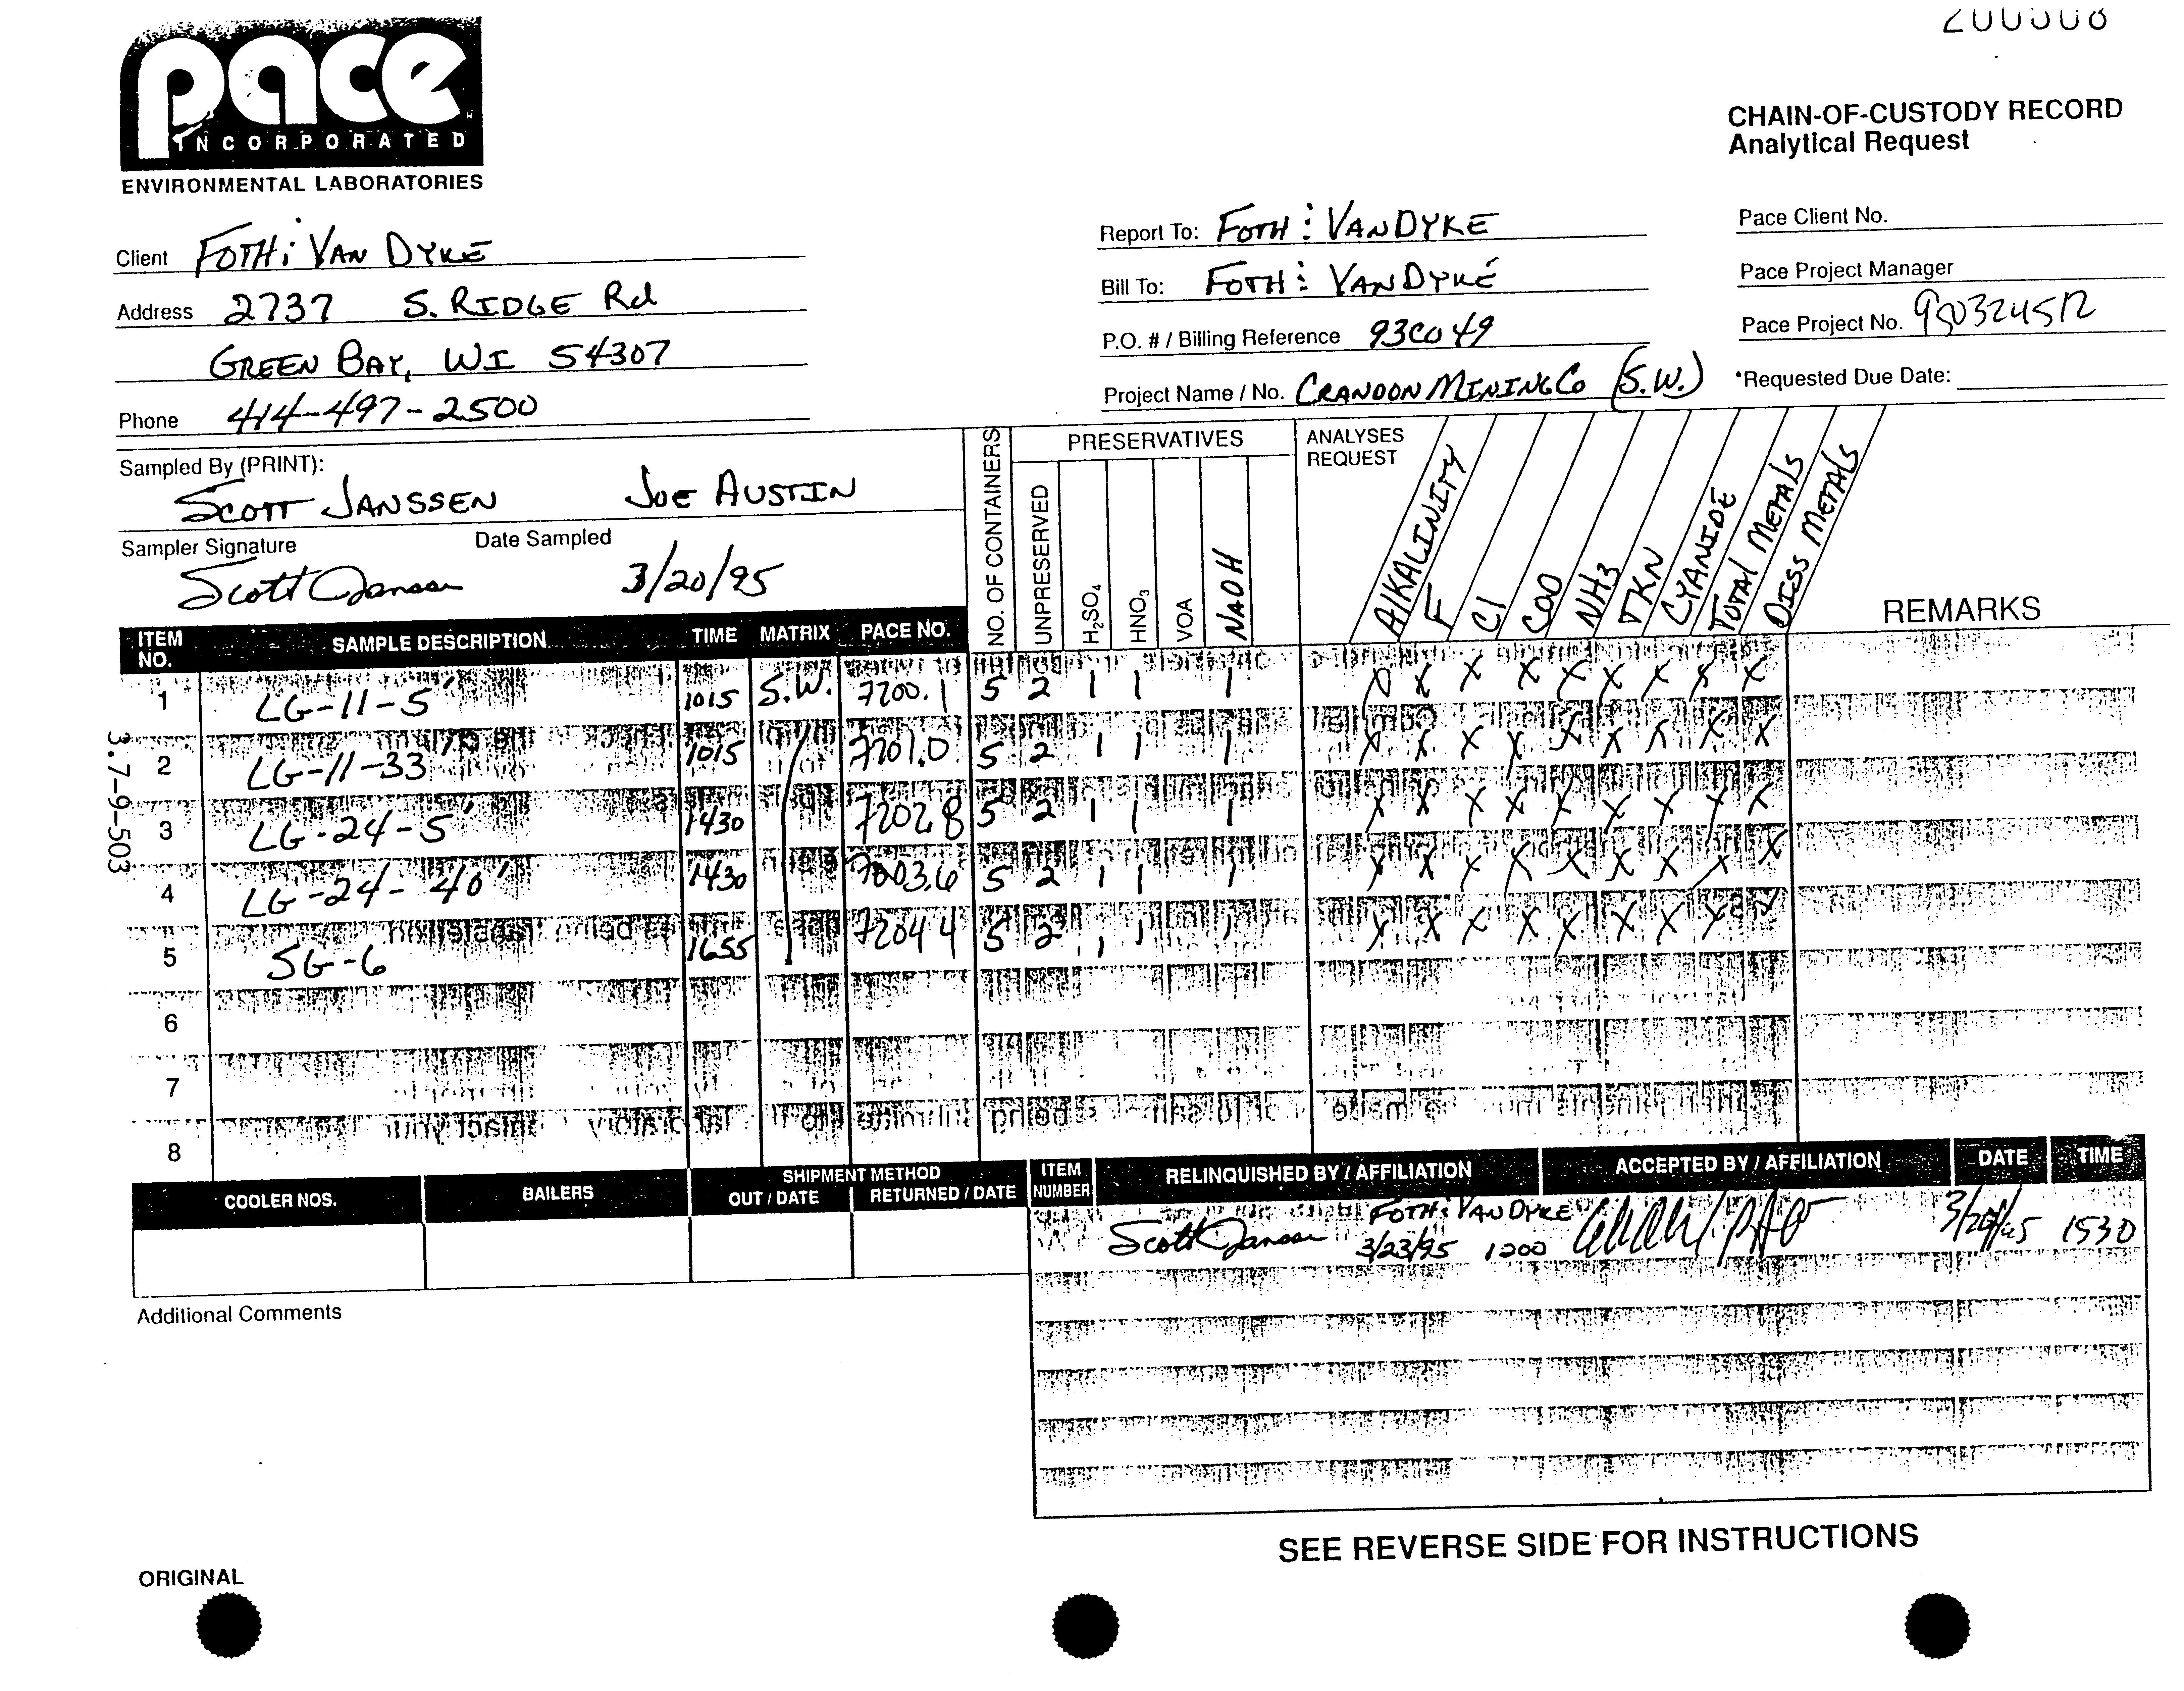 pace
INCORPORATED
ENVIRONMENTAL LABORATORIES
CHAIN-OF-CUSTODY RECORD
Analytical Request
Client FOTH & VAN DYKE
Address 2737 S. RIDGE Rd
GREEN BAY, WI 54307
Phone 414-497-2500
Report To: FOTH & VANDYKE
Bill To: FOTH & VANDYKE
P.O. # / Billing Reference 93C049
Project Name / No. CRANDON MINING Co (S.W.)
Pace Client No.
Pace Project Manager
Pace Project No. 950324512
*Requested Due Date:
Sampled By (PRINT):
SCOTT JANSSEN JOE AUSTIN
Sampler Signature Date Sampled
Scott Janssen 3/20/95
NO. OF CONTAINERS
PRESERVATIVES
UNPRESERVED
H2SO4
HNO3
VOA
NAOH
ANALYSES
REQUEST
AlKALINITY
F
Cl
COD
NH3
TKN
CYANIDE
TOTAL METALS
DISS METALS
REMARKS
ITEM NO. SAMPLE DESCRIPTION TIME MATRIX PACE NO.
1 LG-11-5' 1015 S.W. 7200.1 5 2 1 1 1 X X X X X X X X X
2 LG-11-33' 1015 7201.0 5 2 1 1 1 X X X X X X X X X
3 LG-24-5' 1430 7202.8 5 2 1 1 1 X X X X X X X X X
4 LG-24-40' 1430 7203.6 5 2 1 1 1 X X X X X X X X X
5 SG-6 1655 7204.4 5 2 1 1 1 X X X X X X X X X
6
7
8
3.7-9-503
COOLER NOS. BAILERS SHIPMENT METHOD
OUT / DATE RETURNED / DATE
ITEM NUMBER RELINQUISHED BY / AFFILIATION ACCEPTED BY / AFFILIATION DATE TIME
Scott Janssen FOTH & VAN DYKE
3/23/95 1200 1530
Additional Comments
SEE REVERSE SIDE FOR INSTRUCTIONS
ORIGINAL